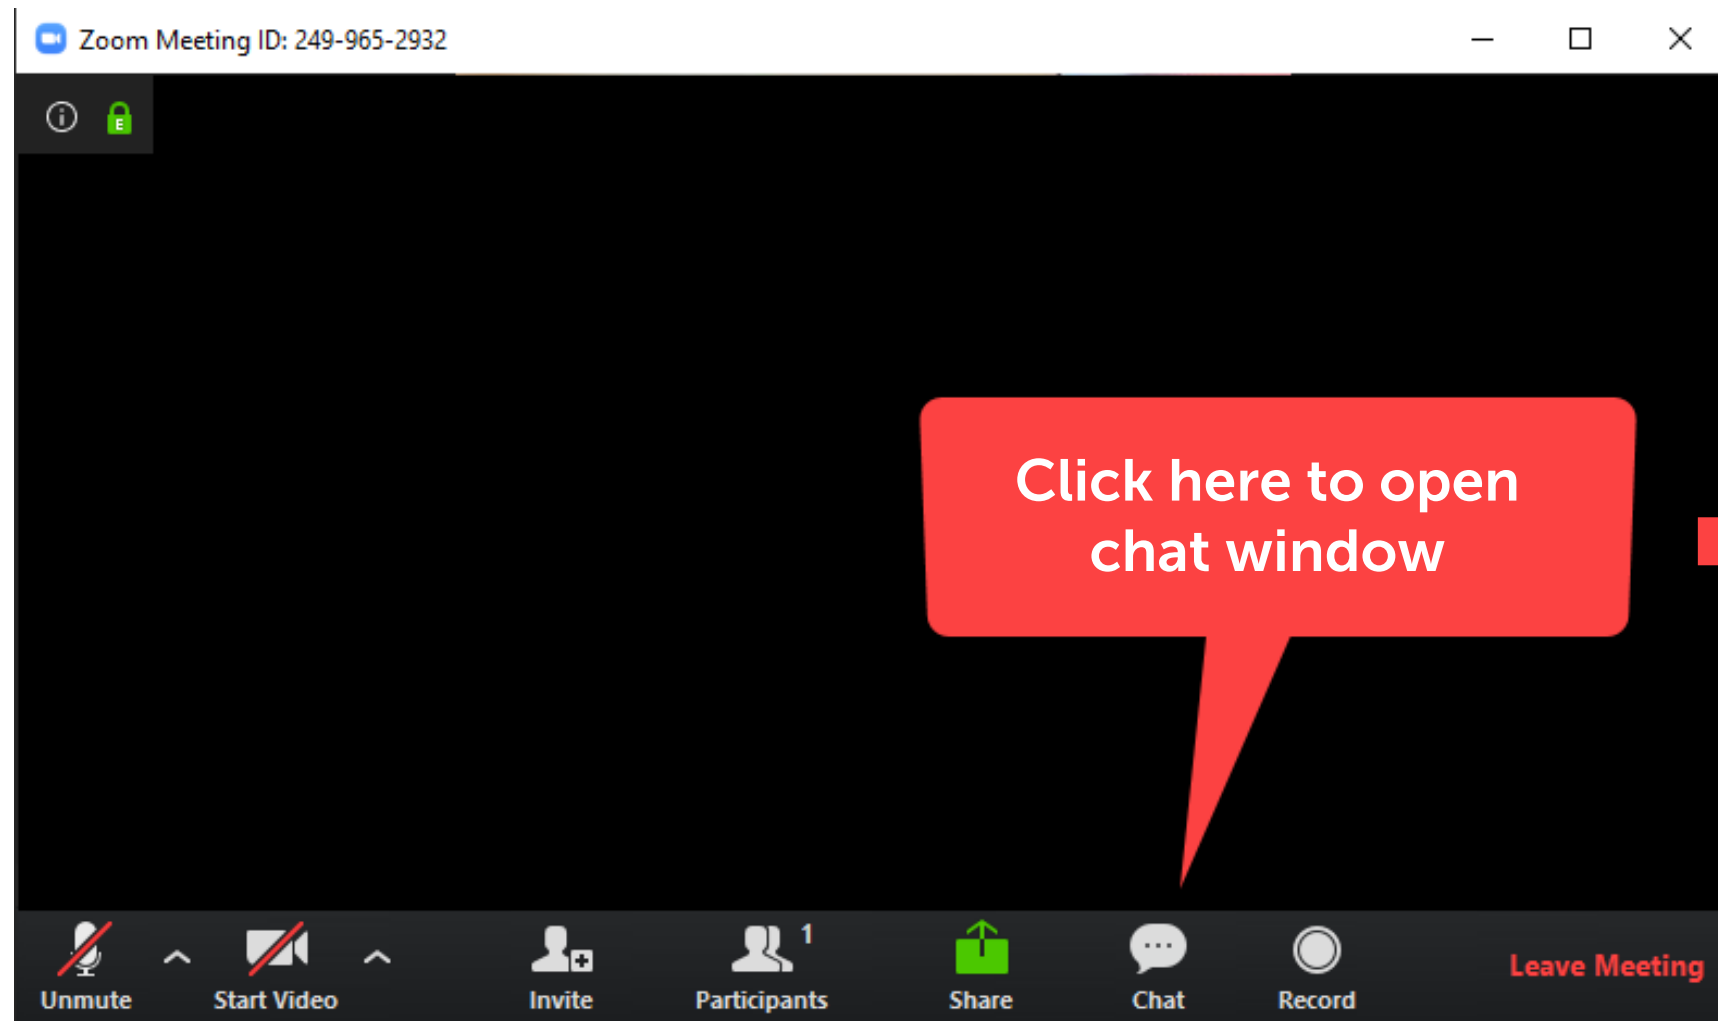 Zoom Meeting ID: 249-965-2932
E
Click here to open
chat window
1
Unmute
Start Video
Invite
Participants
Share
Chat
Record
Leave Meeting